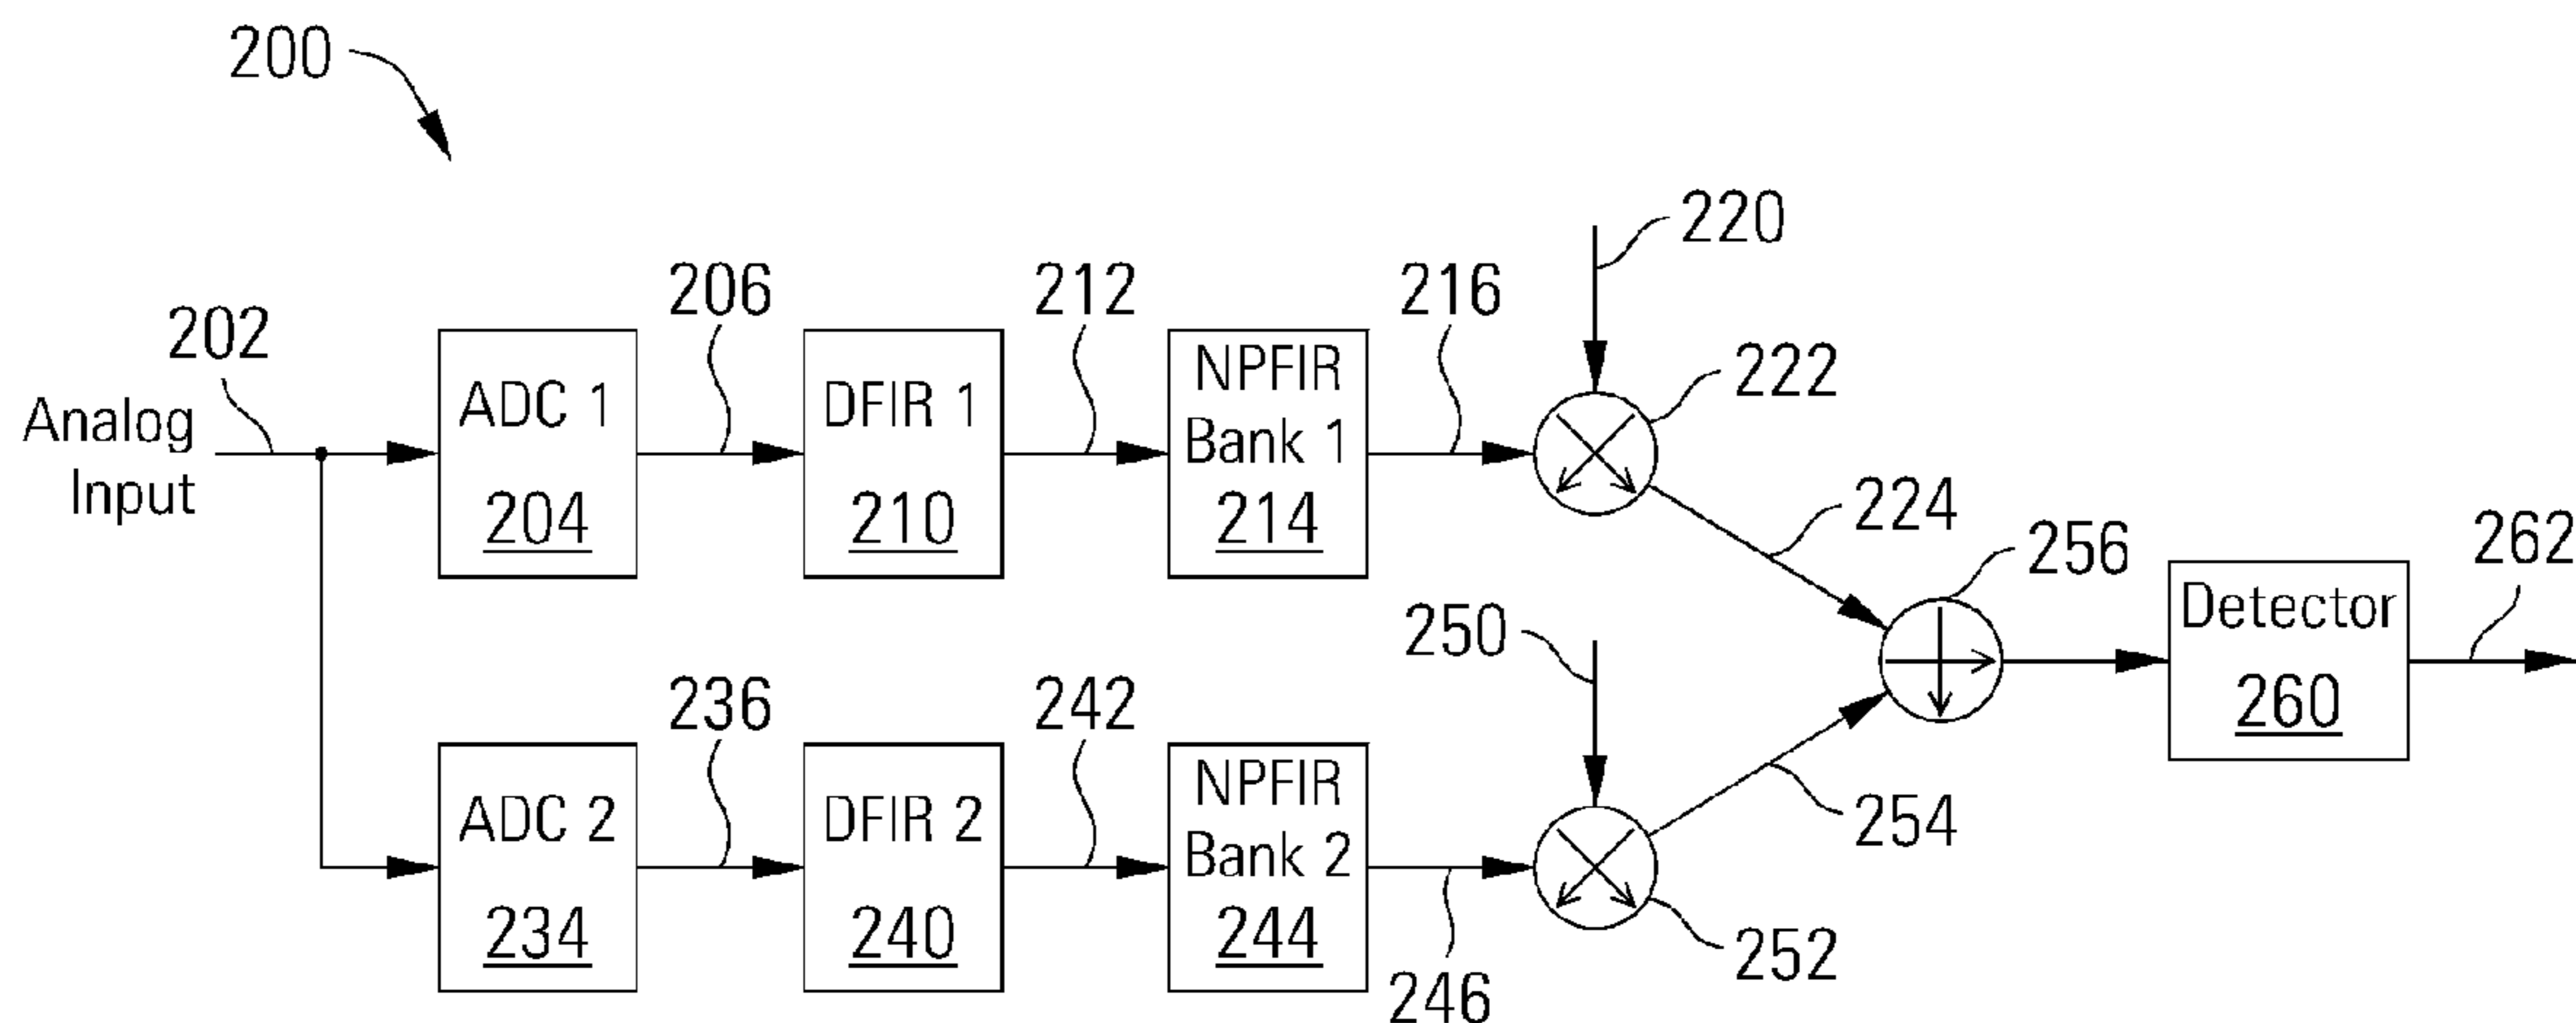 200
220
206
212
216
202
222
Analog
Input
ADC 1
204
DFIR 1
210
NPFIR
Bank 1
214
224
256
262
250
Detector
260
236
242
254
ADC 2
234
DFIR 2
240
NPFIR
Bank 2
244
252
246